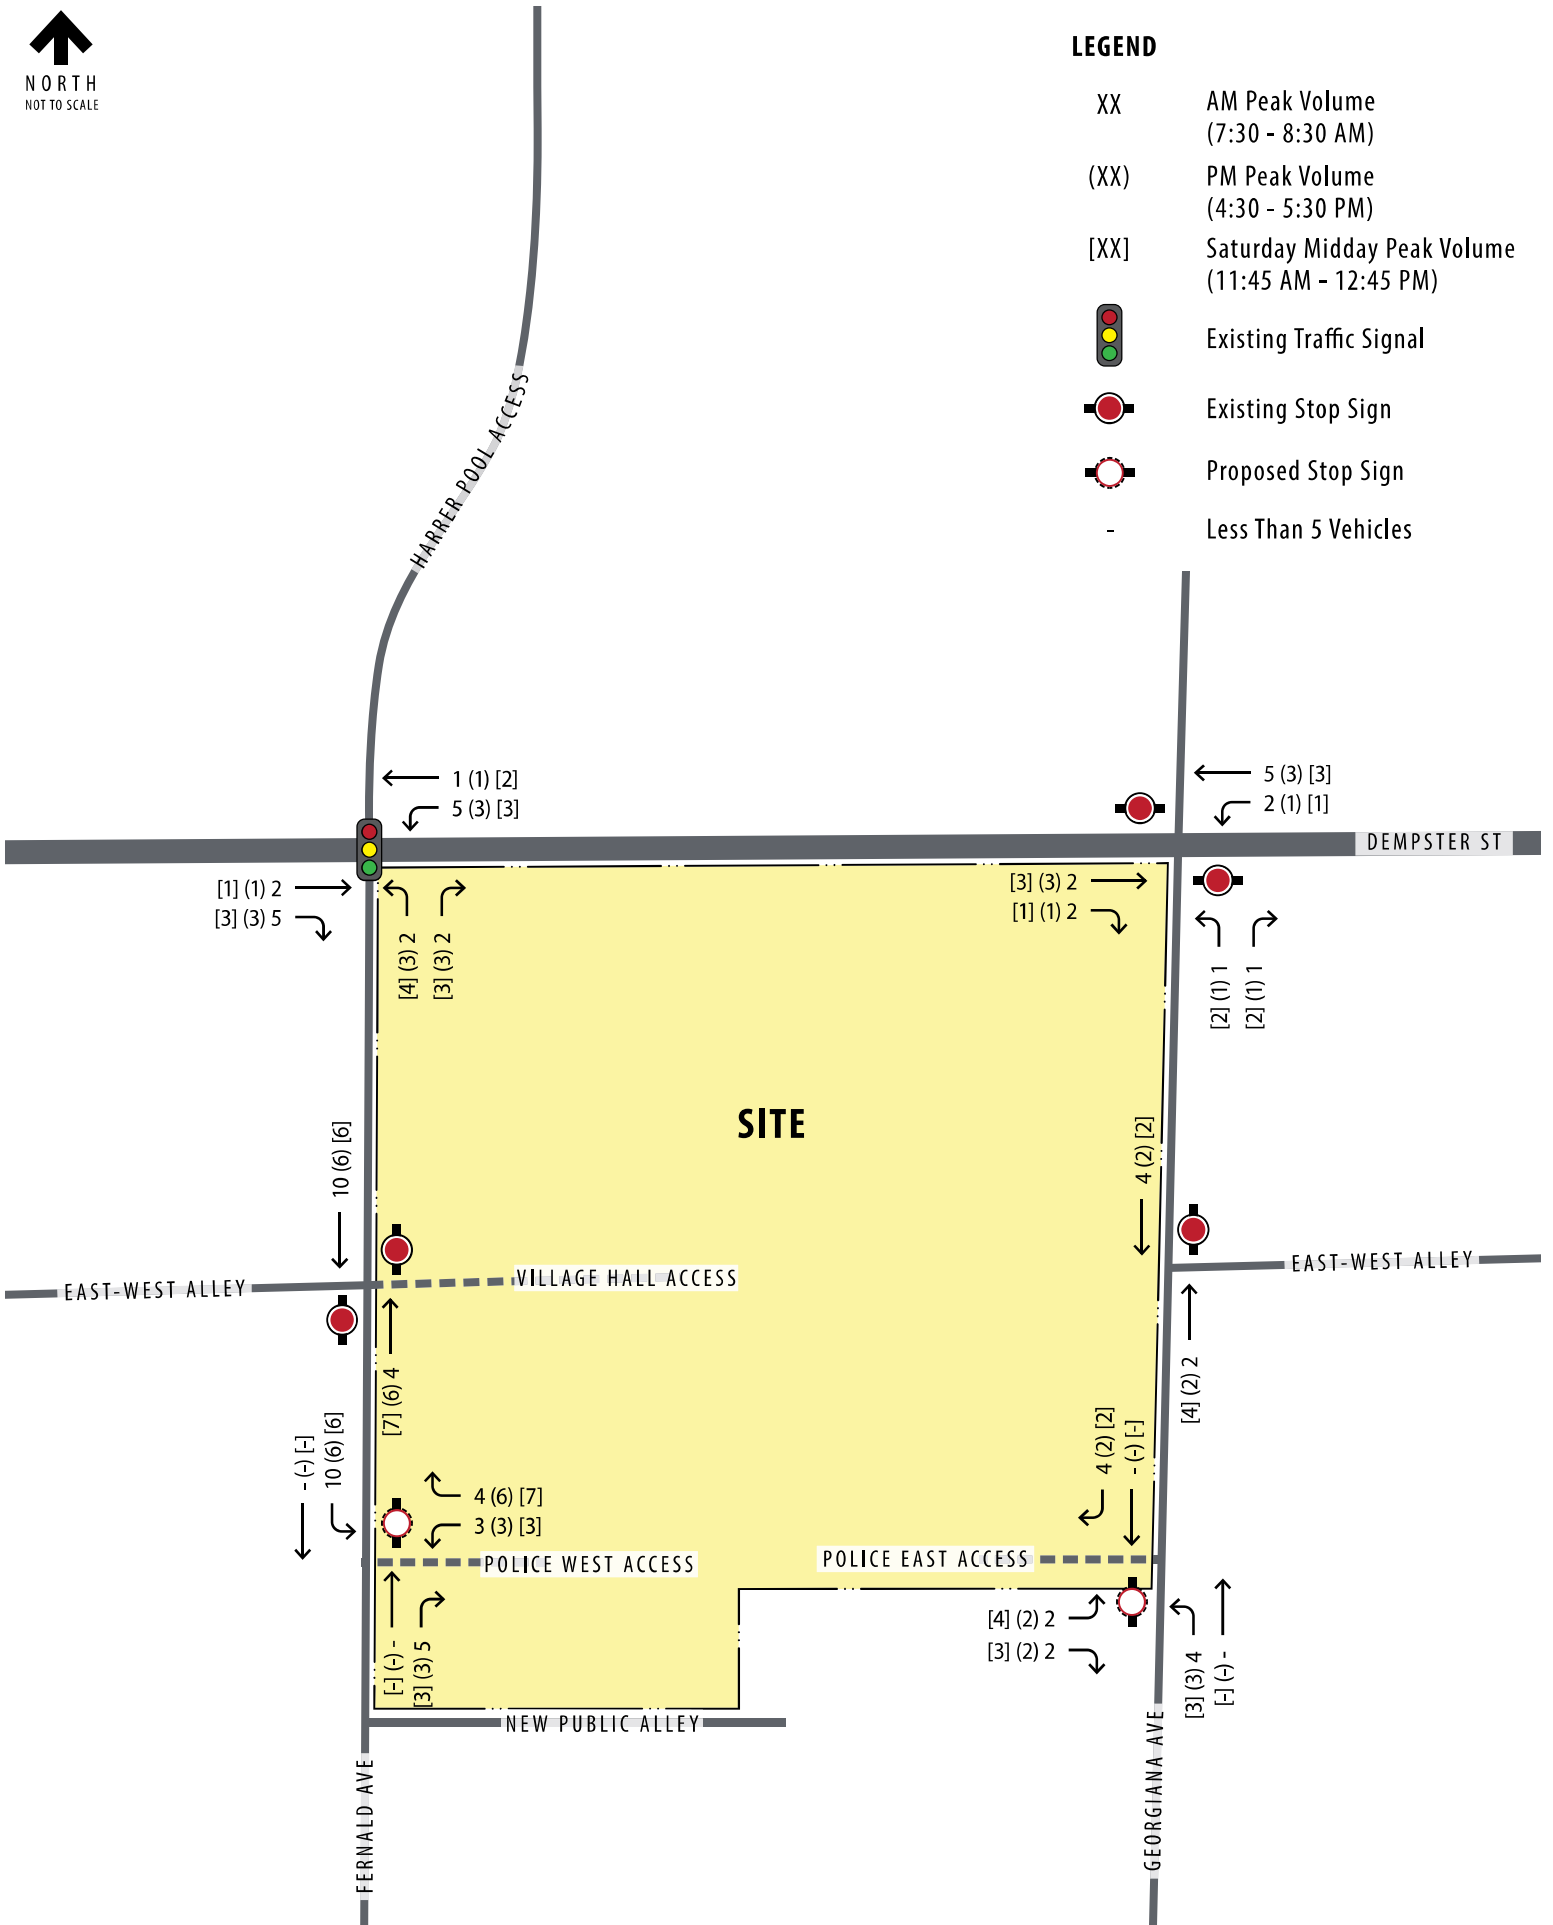 NORTH
NOT TO SCALE
LEGEND
XX AM Peak Volume
(7:30 - 8:30 AM)
(XX) PM Peak Volume
(4:30 - 5:30 PM)
[XX] Saturday Midday Peak Volume
(11:45 AM - 12:45 PM)
Existing Traffic Signal
Existing Stop Sign
Proposed Stop Sign
- Less Than 5 Vehicles
HARRER POOL ACCESS
1 (1) [2]
5 (3) [3]
5 (3) [3]
2 (1) [1]
DEMPSTER ST
[1] (1) 2
[3] (3) 5
[4] (3) 2
[3] (3) 2
[3] (3) 2
[1] (1) 2
[2] (1) 1
[2] (1) 1
SITE
10 (6) [6]
4 (2) [2]
EAST-WEST ALLEY
VILLAGE HALL ACCESS
EAST-WEST ALLEY
[7] (6) 4
[4] (2) 2
- (-) [-]
10 (6) [6]
4 (2) [2]
- (-) [-]
4 (6) [7]
3 (3) [3]
POLICE WEST ACCESS
POLICE EAST ACCESS
[-] (-) -
[3] (3) 5
[4] (2) 2
[3] (2) 2
[3] (3) 4
[-] (-) -
NEW PUBLIC ALLEY
FERNALD AVE
GEORGIANA AVE